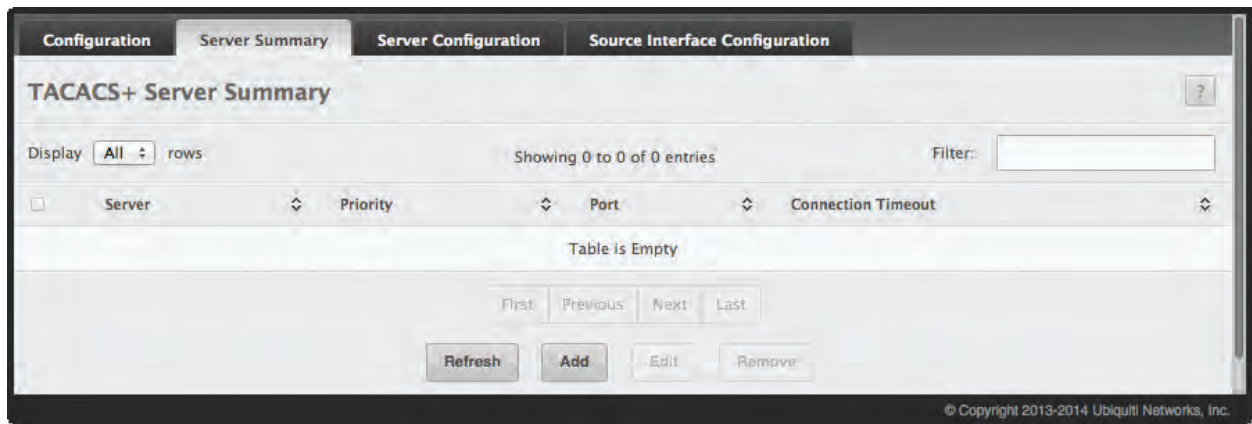 Configuration Server Summary Server Configuration Source Interface Configuration
TACACS+ Server Summary ?
Display All rows Showing 0 to 0 of 0 entries Filter:
Server Priority Port Connection Timeout
Table is Empty
First Previous Next Last
Refresh Add Edit Remove
© Copyright 2013-2014 Ubiquiti Networks, Inc.